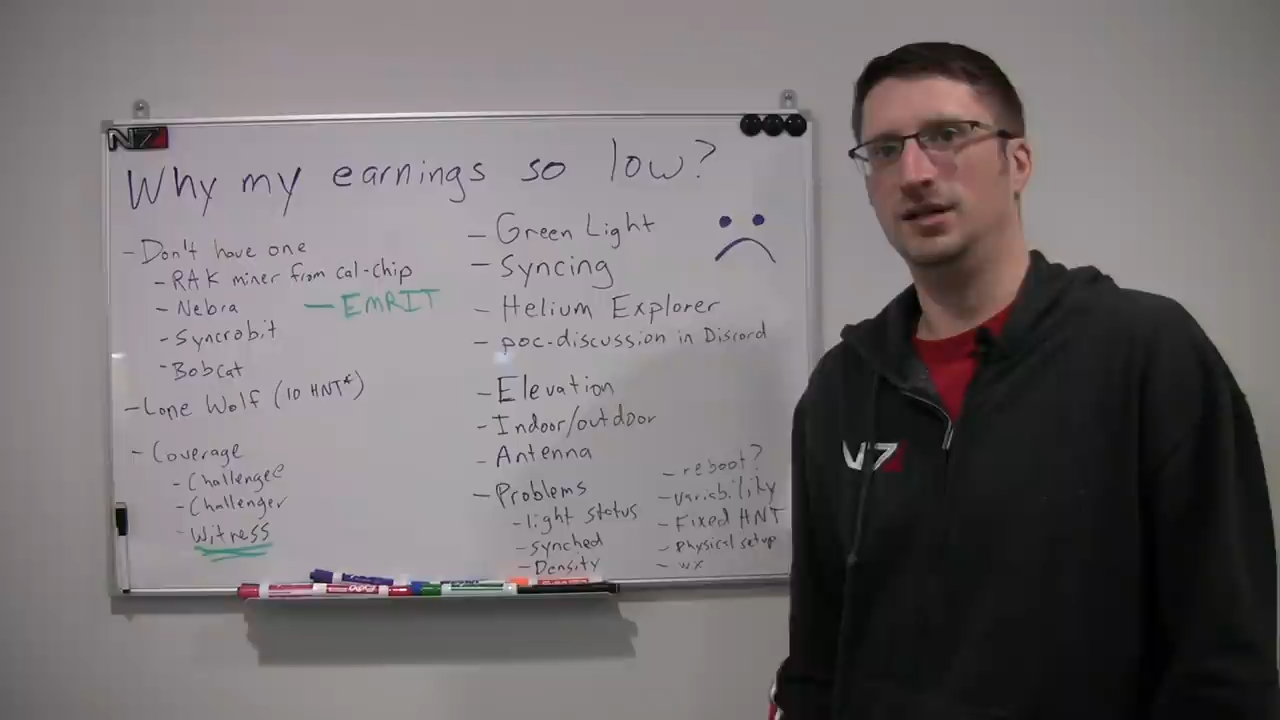 N7
Why my earnings so low?
- Don't have one
- RAK miner from cal-chip
- Nebra
- EMRIT
- Syncrobit
- Bobcat
- Lone Wolf (10 HNT*)
- Coverage
- Challengee
- Challenger
- Witness
- Green Light
- Syncing
- Helium Explorer
- poc-discussion in Discord
- Elevation
- Indoor/outdoor
- Antenna
- Problems
- light status
- synched
- Density
- reboot?
- variability
- Fixed HNT
- physical setup
- wx
EXPO
N7